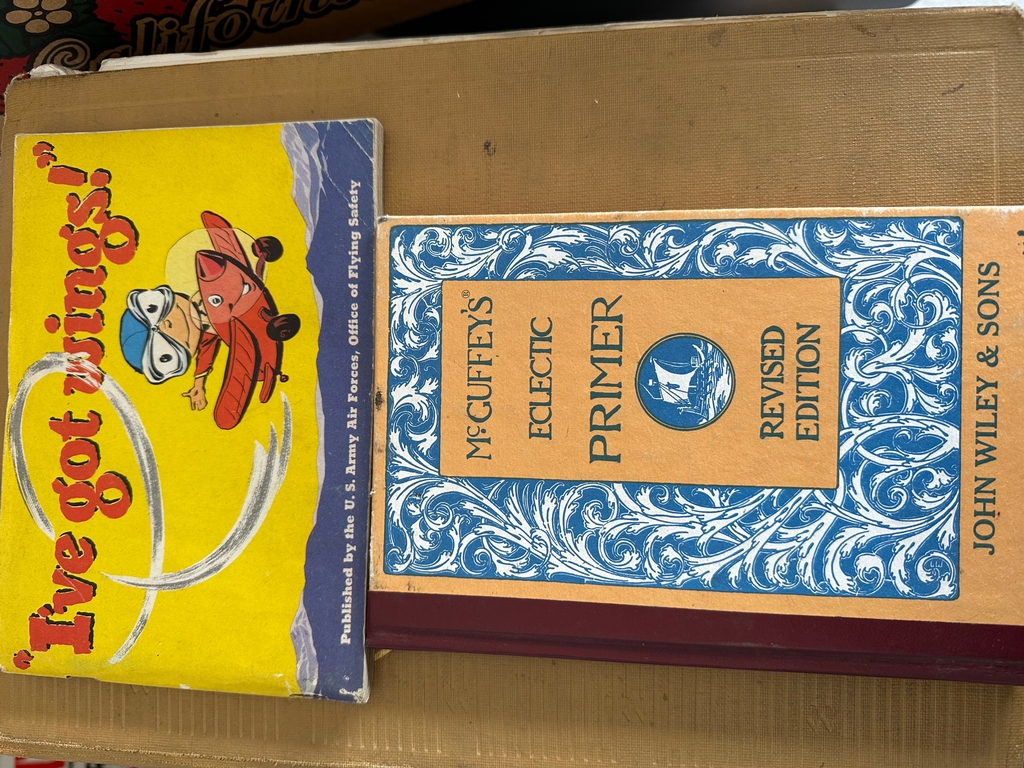 California
"I've got wings!"
Published by the U. S. Army Air Forces, Office of Flying Safety
McGUFFEY'S®
ECLECTIC
PRIMER
REVISED
EDITION
JOHN WILEY & SONS